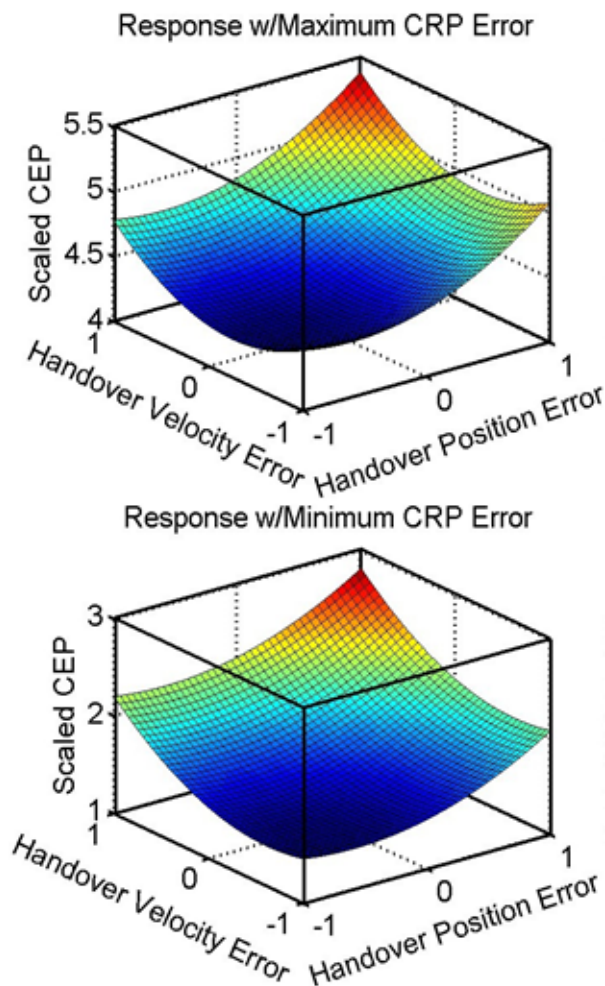 Response w/Maximum CRP Error
5.5
5
4.5
4
Scaled CEP
1
0
-1
Handover Velocity Error
-1
0
1
Handover Position Error
Response w/Minimum CRP Error
3
2
1
Scaled CEP
1
0
-1
Handover Velocity Error
-1
0
1
Handover Position Error